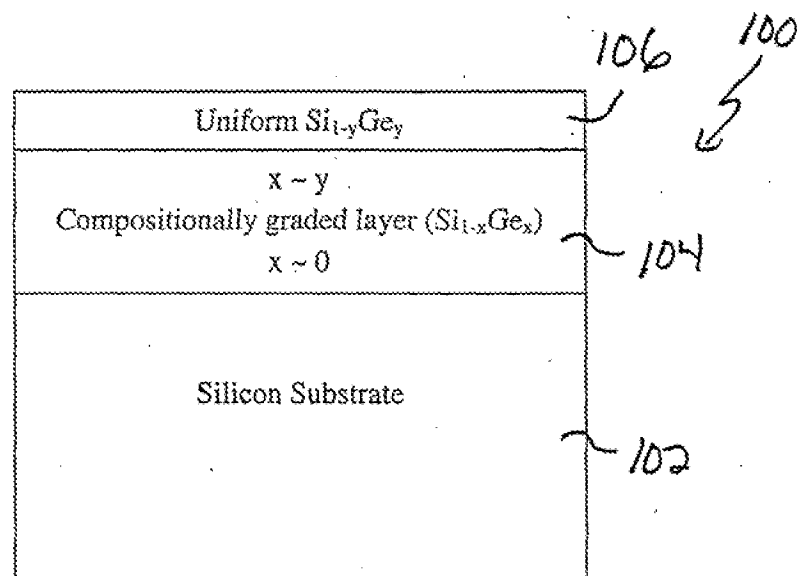 100
106
Uniform Si₁₋yGey
x ~ y
Compositionally graded layer (Si₁₋ₓGeₓ)
104
x ~ 0
Silicon Substrate
102